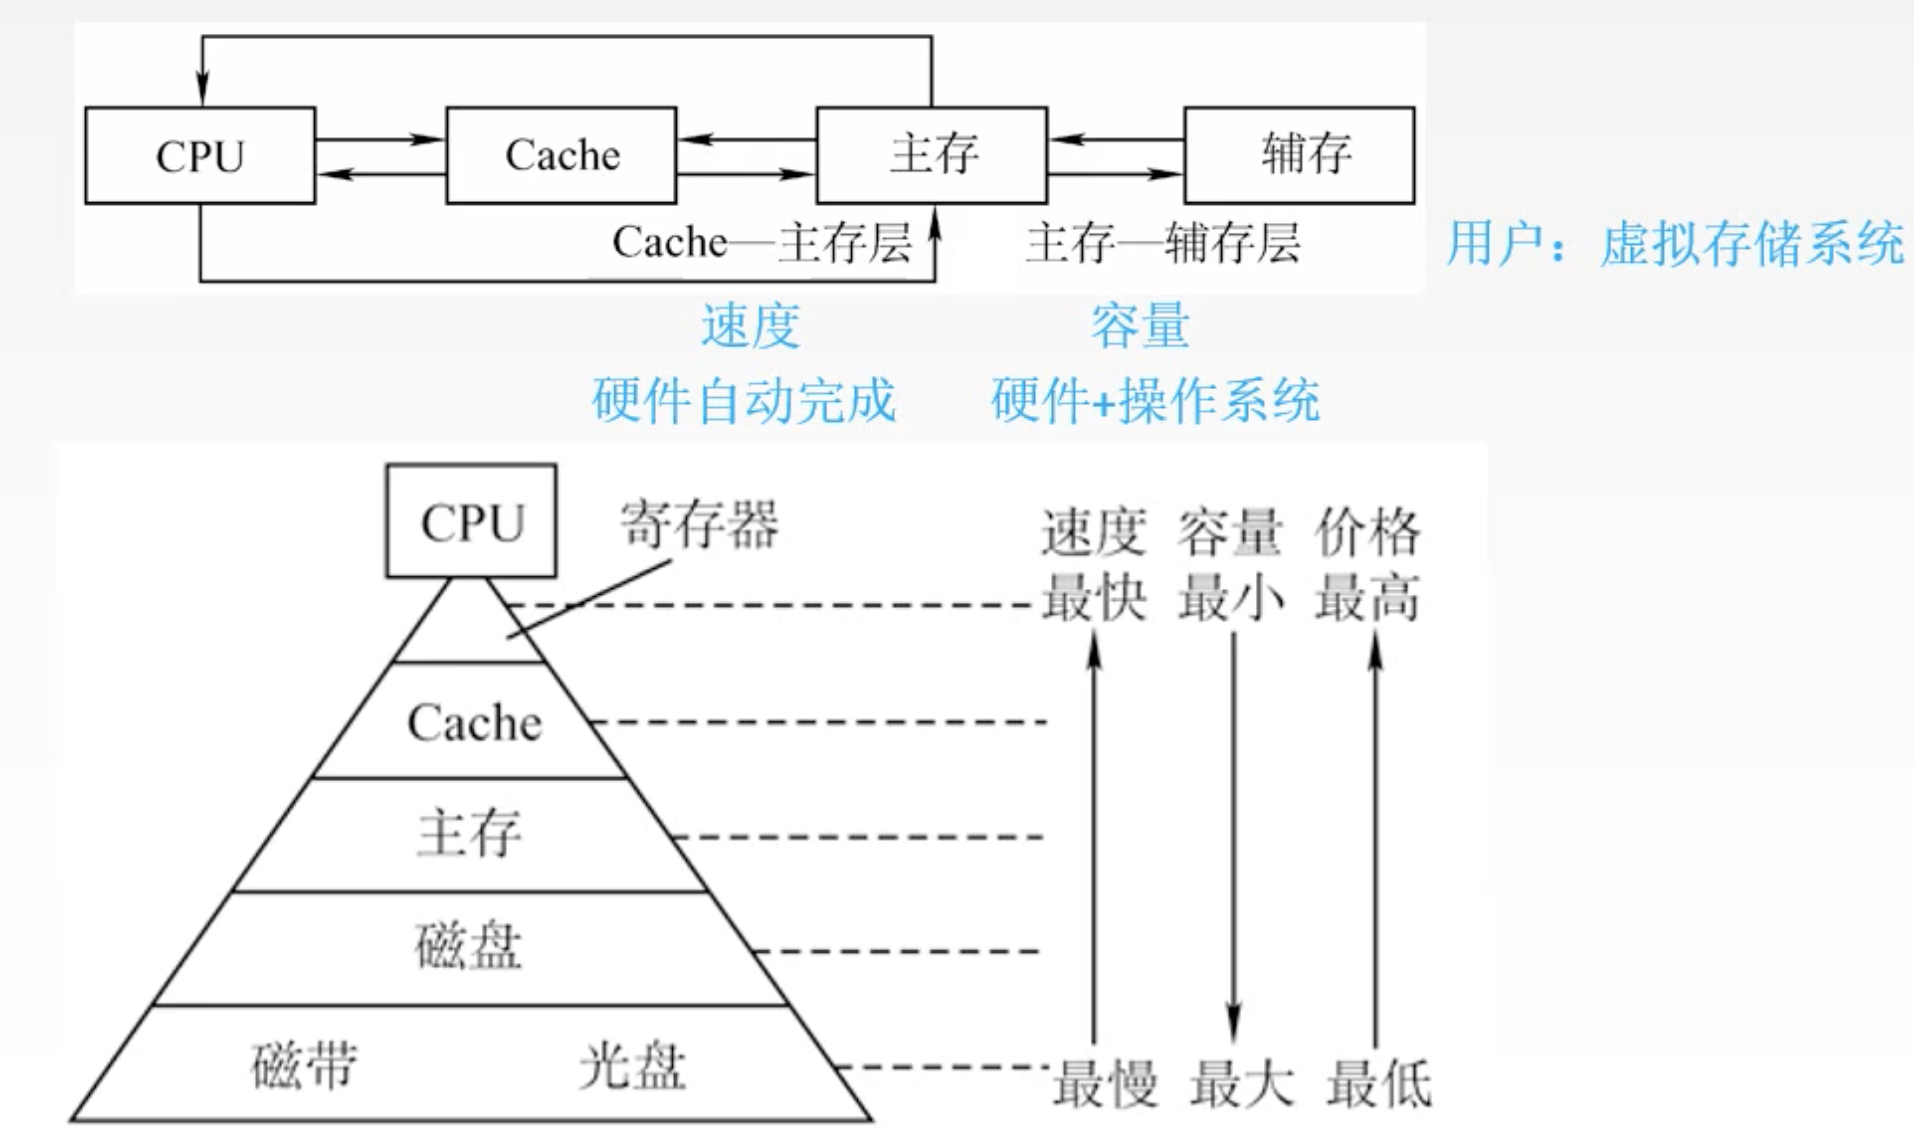 CPU
Cache
主存
辅存
Cache—主存层
主存—辅存层
用户：虚拟存储系统
速度
容量
硬件自动完成
硬件+操作系统
CPU
寄存器
速度 容量 价格
最快 最小 最高
Cache
主存
磁盘
磁带
光盘
最慢 最大 最低